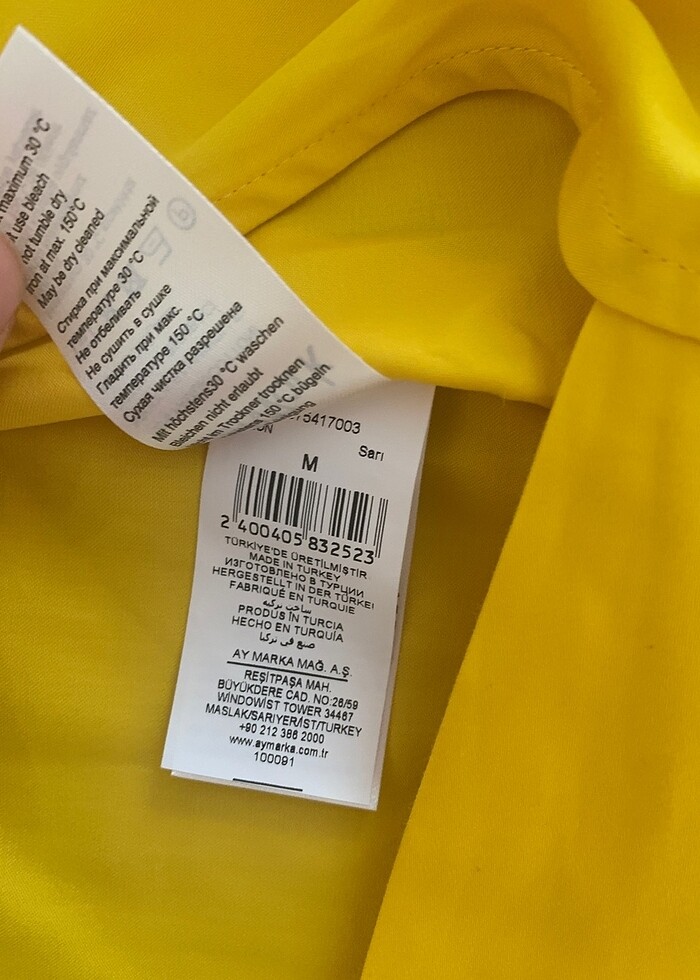 maximum 30 °C
use bleach
not tumble dry
Iron at max. 150°C
May be dry cleaned
Стирка при максимальной
температуре 30 °C
Не отбеливать
Не сушить в сушке
Гладить при макс.
температуре 150 °C
Сухая чистка разрешена
Mit höchstens30 °C waschen
Bleichen nicht erlaubt
im Trockner trocknen
150 °C bügeln
75417003
Sarı
M
2 400405 832523
TÜRKİYE'DE ÜRETİLMİŞTİR
MADE IN TURKEY
ИЗГОТОВЛЕНО В ТУРЦИИ
HERGESTELLT IN DER TÜRKEI
FABRIQUÉ EN TURQUIE
ساخت تركيه
PRODUS ÎN TURCIA
HECHO EN TURQUÍA
صنع في تركيا
AY MARKA MAĞ. A.Ş.
REŞİTPAŞA MAH.
BÜYÜKDERE CAD. NO:26/59
WINDOWIST TOWER 34467
MASLAK/SARIYER/İST/TURKEY
+90 212 386 2000
www.aymarka.com.tr
100091